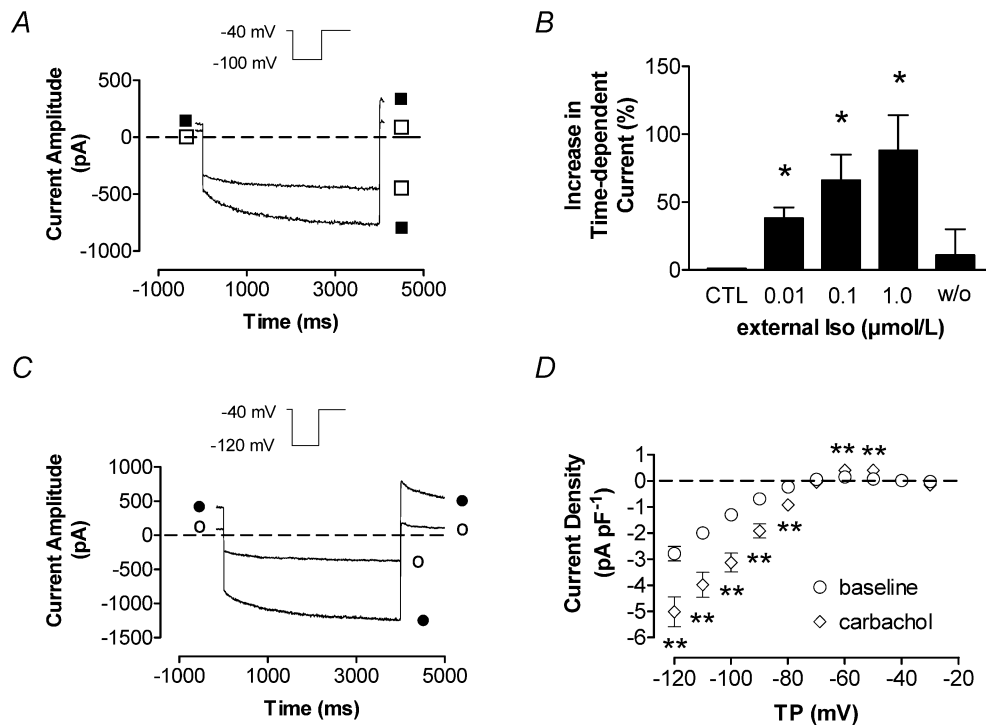 A
-40 mV
-100 mV
Current Amplitude
(pA)
500
0
-500
-1000
-1000
1000
3000
5000
Time (ms)
B
Increase in
Time-dependent
Current (%)
150
100
50
0
*
*
*
CTL
0.01
0.1
1.0
w/o
external Iso (µmol/L)
C
-40 mV
-120 mV
Current Amplitude
(pA)
1000
500
0
-500
-1000
-1500
-1000
1000
3000
5000
Time (ms)
D
Current Density
(pA pF⁻¹)
1
0
-1
-2
-3
-4
-5
-6
**
**
**
**
**
**
**
baseline
carbachol
-120
-100
-80
-60
-40
-20
TP (mV)